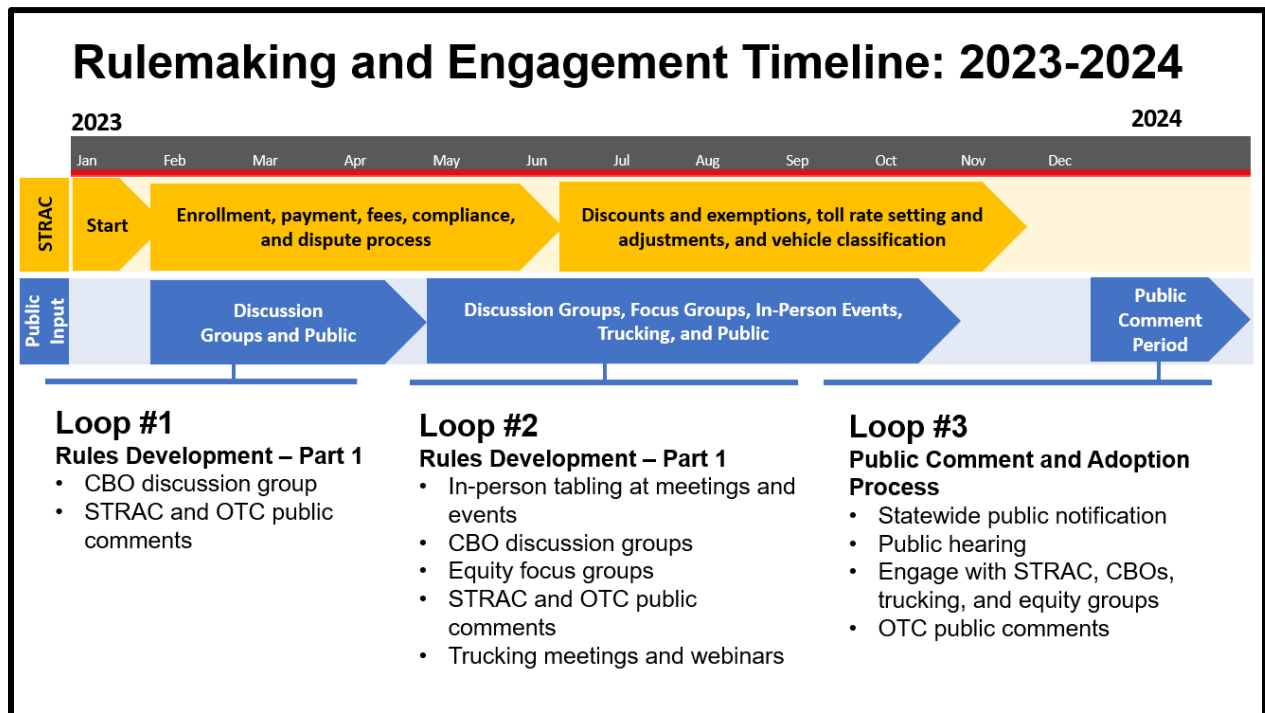 Rulemaking and Engagement Timeline: 2023-2024
2023
2024
Jan Feb Mar Apr May Jun Jul Aug Sep Oct Nov Dec
STRAC
Start
Enrollment, payment, fees, compliance,
and dispute process
Discounts and exemptions, toll rate setting and
adjustments, and vehicle classification
Public
Input
Discussion
Groups and Public
Discussion Groups, Focus Groups, In-Person Events,
Trucking, and Public
Public
Comment
Period
Loop #1
Rules Development – Part 1
• CBO discussion group
• STRAC and OTC public
comments
Loop #2
Rules Development – Part 1
• In-person tabling at meetings and
events
• CBO discussion groups
• Equity focus groups
• STRAC and OTC public
comments
• Trucking meetings and webinars
Loop #3
Public Comment and Adoption
Process
• Statewide public notification
• Public hearing
• Engage with STRAC, CBOs,
trucking, and equity groups
• OTC public comments